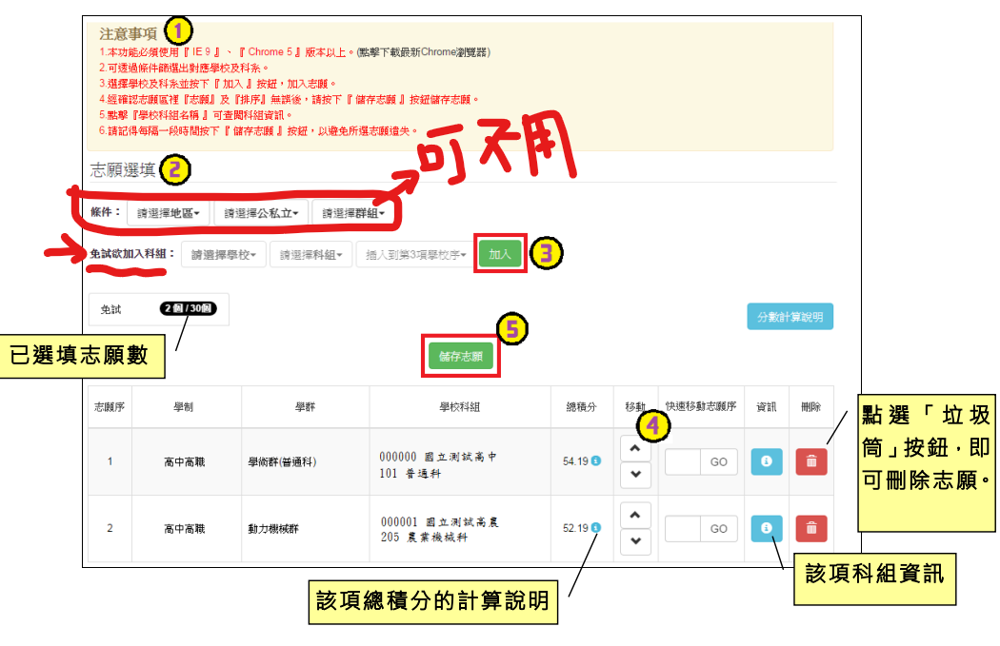 注意事項 1
1.本功能必須使用『 IE 9 』、『 Chrome 5 』版本以上。(點擊下載最新Chrome瀏覽器)
2.可透過條件篩選出對應學校及科系。
3.選擇學校及科系並按下『 加入 』按鈕，加入志願。
4.經確認志願區裡『志願』及『排序』無誤後，請按下『 儲存志願 』按鈕儲存志願。
5.點擊『學校科組名稱 』可查閱科組資訊。
6.請記得每隔一段時間按下『 儲存志願 』按鈕，以避免所選志願遺失。
可不用
志願選填 2
條件： 請選擇地區 請選擇公私立 請選擇群組
免試欲加入科組： 請選擇學校 請選擇科組 插入到第3項學校序 加入 3
免試 2 個 / 30個
分數計算說明
已選填志願數
5
儲存志願
志願序 學制 學群 學校科組 總積分 移動 快速移動志願序 資訊 刪除
4
1 高中高職 學術群(普通科) 000000 國立測試高中 54.19 GO
101 普通科
2 高中高職 動力機械群 000001 國立測試高農 52.19 GO
205 農業機械科
點選「垃圾
筒」按鈕，即
可刪除志願。
該項科組資訊
該項總積分的計算說明